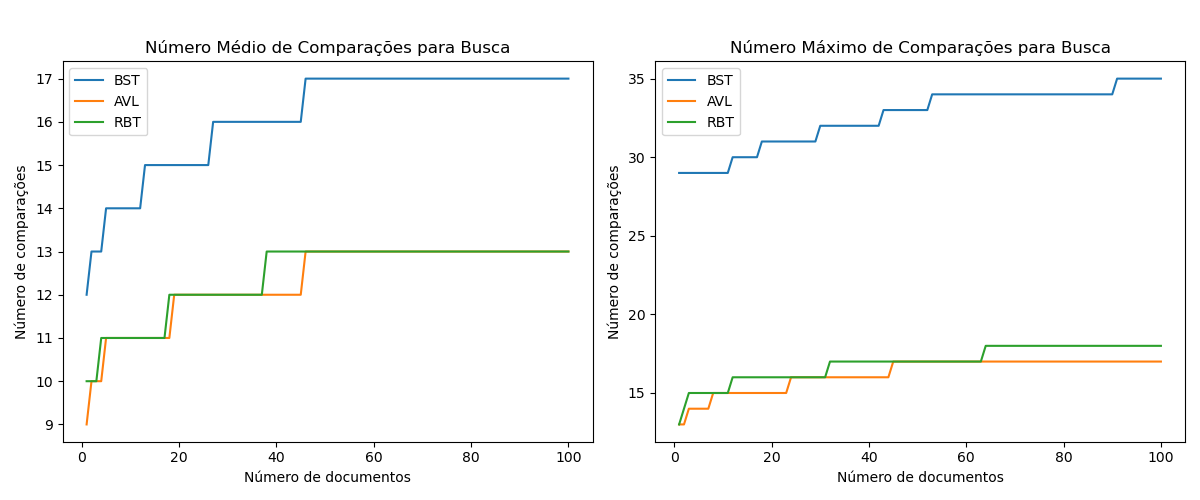 Número Médio de Comparações para Busca
17
16
15
14
13
12
11
10
9
Número de comparações
BST
AVL
RBT
0 20 40 60 80 100
Número de documentos
Número Máximo de Comparações para Busca
35
30
25
20
15
Número de comparações
BST
AVL
RBT
0 20 40 60 80 100
Número de documentos